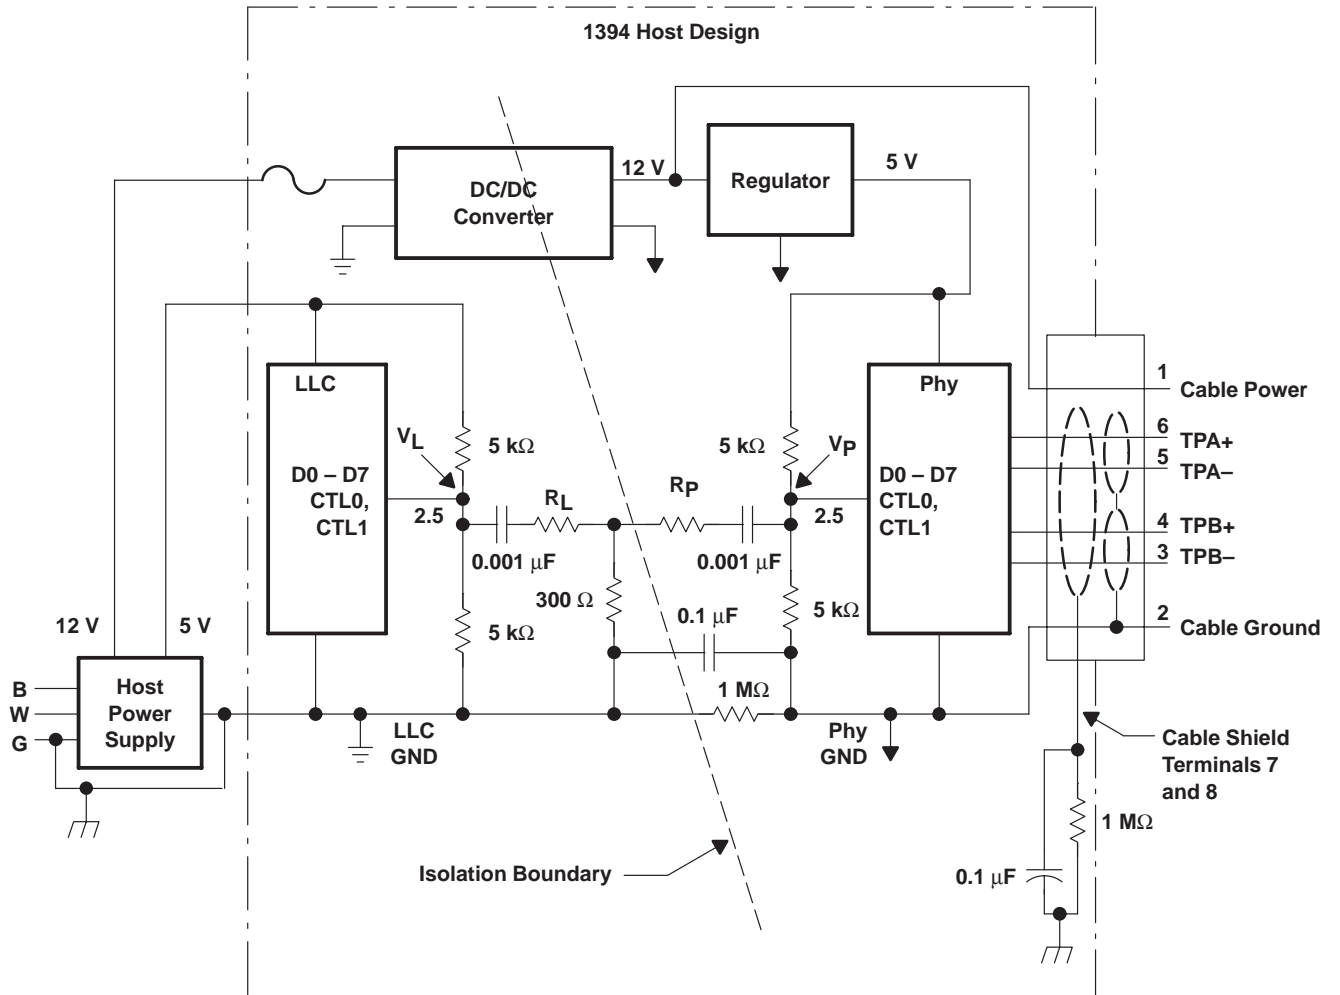 1394 Host Design
DC/DC
Converter
12 V
Regulator
5 V
LLC
D0 – D7
CTL0,
CTL1
VL
5 kΩ
2.5
0.001 μF
RL
300 Ω
5 kΩ
RP
0.001 μF
0.1 μF
1 MΩ
5 kΩ
VP
2.5
5 kΩ
Phy
D0 – D7
CTL0,
CTL1
1
Cable Power
6
TPA+
5
TPA–
4
TPB+
3
TPB–
2
Cable Ground
12 V
5 V
B
W
G
Host
Power
Supply
LLC
GND
Phy
GND
Cable Shield
Terminals 7
and 8
1 MΩ
0.1 μF
Isolation Boundary